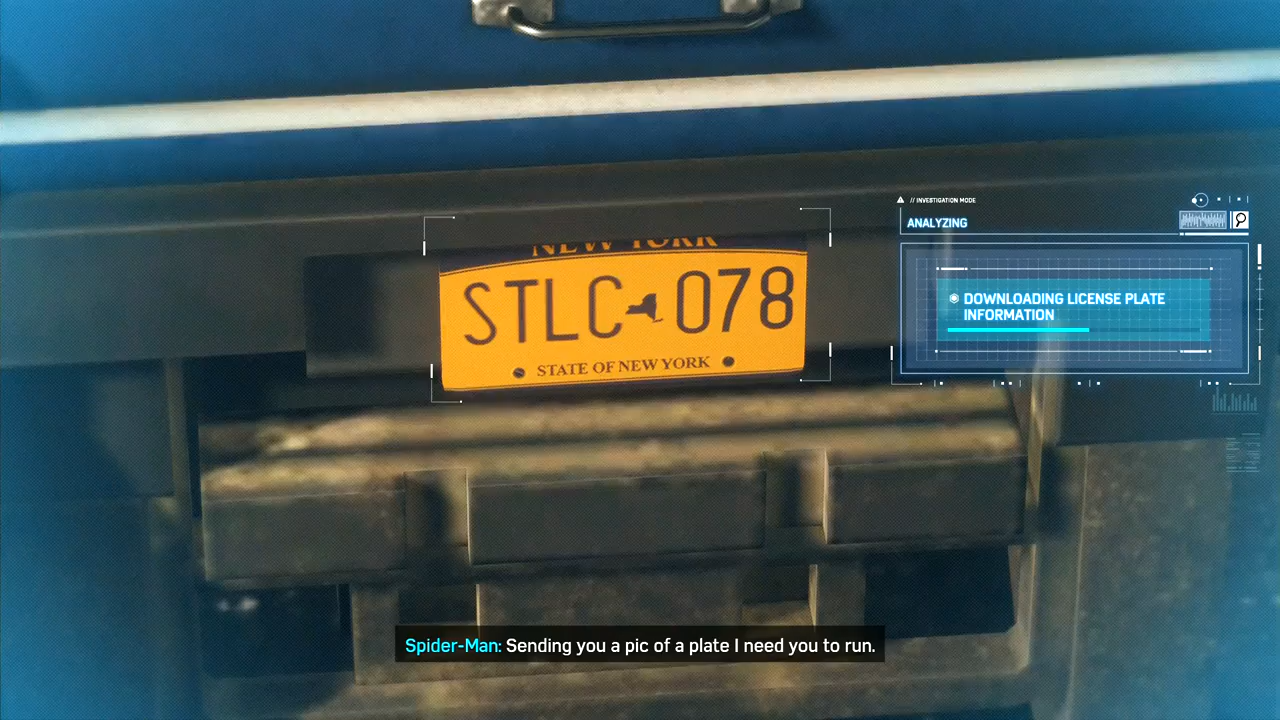 NEW YORK
STLC 078
STATE OF NEW YORK
// INVESTIGATION MODE
ANALYZING
DOWNLOADING LICENSE PLATE
INFORMATION
Spider-Man: Sending you a pic of a plate I need you to run.